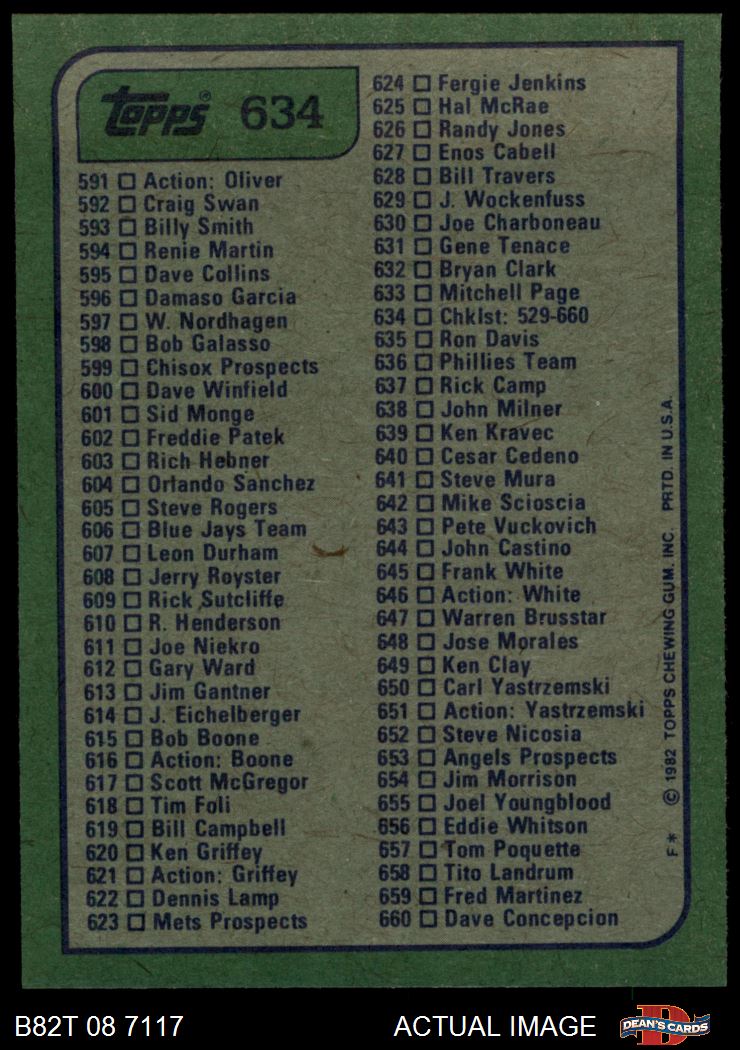 Topps® 634
591 ☐ Action: Oliver
592 ☐ Craig Swan
593 ☐ Billy Smith
594 ☐ Renie Martin
595 ☐ Dave Collins
596 ☐ Damaso Garcia
597 ☐ W. Nordhagen
598 ☐ Bob Galasso
599 ☐ Chisox Prospects
600 ☐ Dave Winfield
601 ☐ Sid Monge
602 ☐ Freddie Patek
603 ☐ Rich Hebner
604 ☐ Orlando Sanchez
605 ☐ Steve Rogers
606 ☐ Blue Jays Team
607 ☐ Leon Durham
608 ☐ Jerry Royster
609 ☐ Rick Sutcliffe
610 ☐ R. Henderson
611 ☐ Joe Niekro
612 ☐ Gary Ward
613 ☐ Jim Gantner
614 ☐ J. Eichelberger
615 ☐ Bob Boone
616 ☐ Action: Boone
617 ☐ Scott McGregor
618 ☐ Tim Foli
619 ☐ Bill Campbell
620 ☐ Ken Griffey
621 ☐ Action: Griffey
622 ☐ Dennis Lamp
623 ☐ Mets Prospects
624 ☐ Fergie Jenkins
625 ☐ Hal McRae
626 ☐ Randy Jones
627 ☐ Enos Cabell
628 ☐ Bill Travers
629 ☐ J. Wockenfuss
630 ☐ Joe Charboneau
631 ☐ Gene Tenace
632 ☐ Bryan Clark
633 ☐ Mitchell Page
634 ☐ Chklst: 529-660
635 ☐ Ron Davis
636 ☐ Phillies Team
637 ☐ Rick Camp
638 ☐ John Milner
639 ☐ Ken Kravec
640 ☐ Cesar Cedeno
641 ☐ Steve Mura
642 ☐ Mike Scioscia
643 ☐ Pete Vuckovich
644 ☐ John Castino
645 ☐ Frank White
646 ☐ Action: White
647 ☐ Warren Brusstar
648 ☐ Jose Morales
649 ☐ Ken Clay
650 ☐ Carl Yastrzemski
651 ☐ Action: Yastrzemski
652 ☐ Steve Nicosia
653 ☐ Angels Prospects
654 ☐ Jim Morrison
655 ☐ Joel Youngblood
656 ☐ Eddie Whitson
657 ☐ Tom Poquette
658 ☐ Tito Landrum
659 ☐ Fred Martinez
660 ☐ Dave Concepcion
F* © 1982 TOPPS CHEWING GUM, INC. PRTD. IN U.S.A.
B82T 08 7117 ACTUAL IMAGE D DEAN'S CARDS